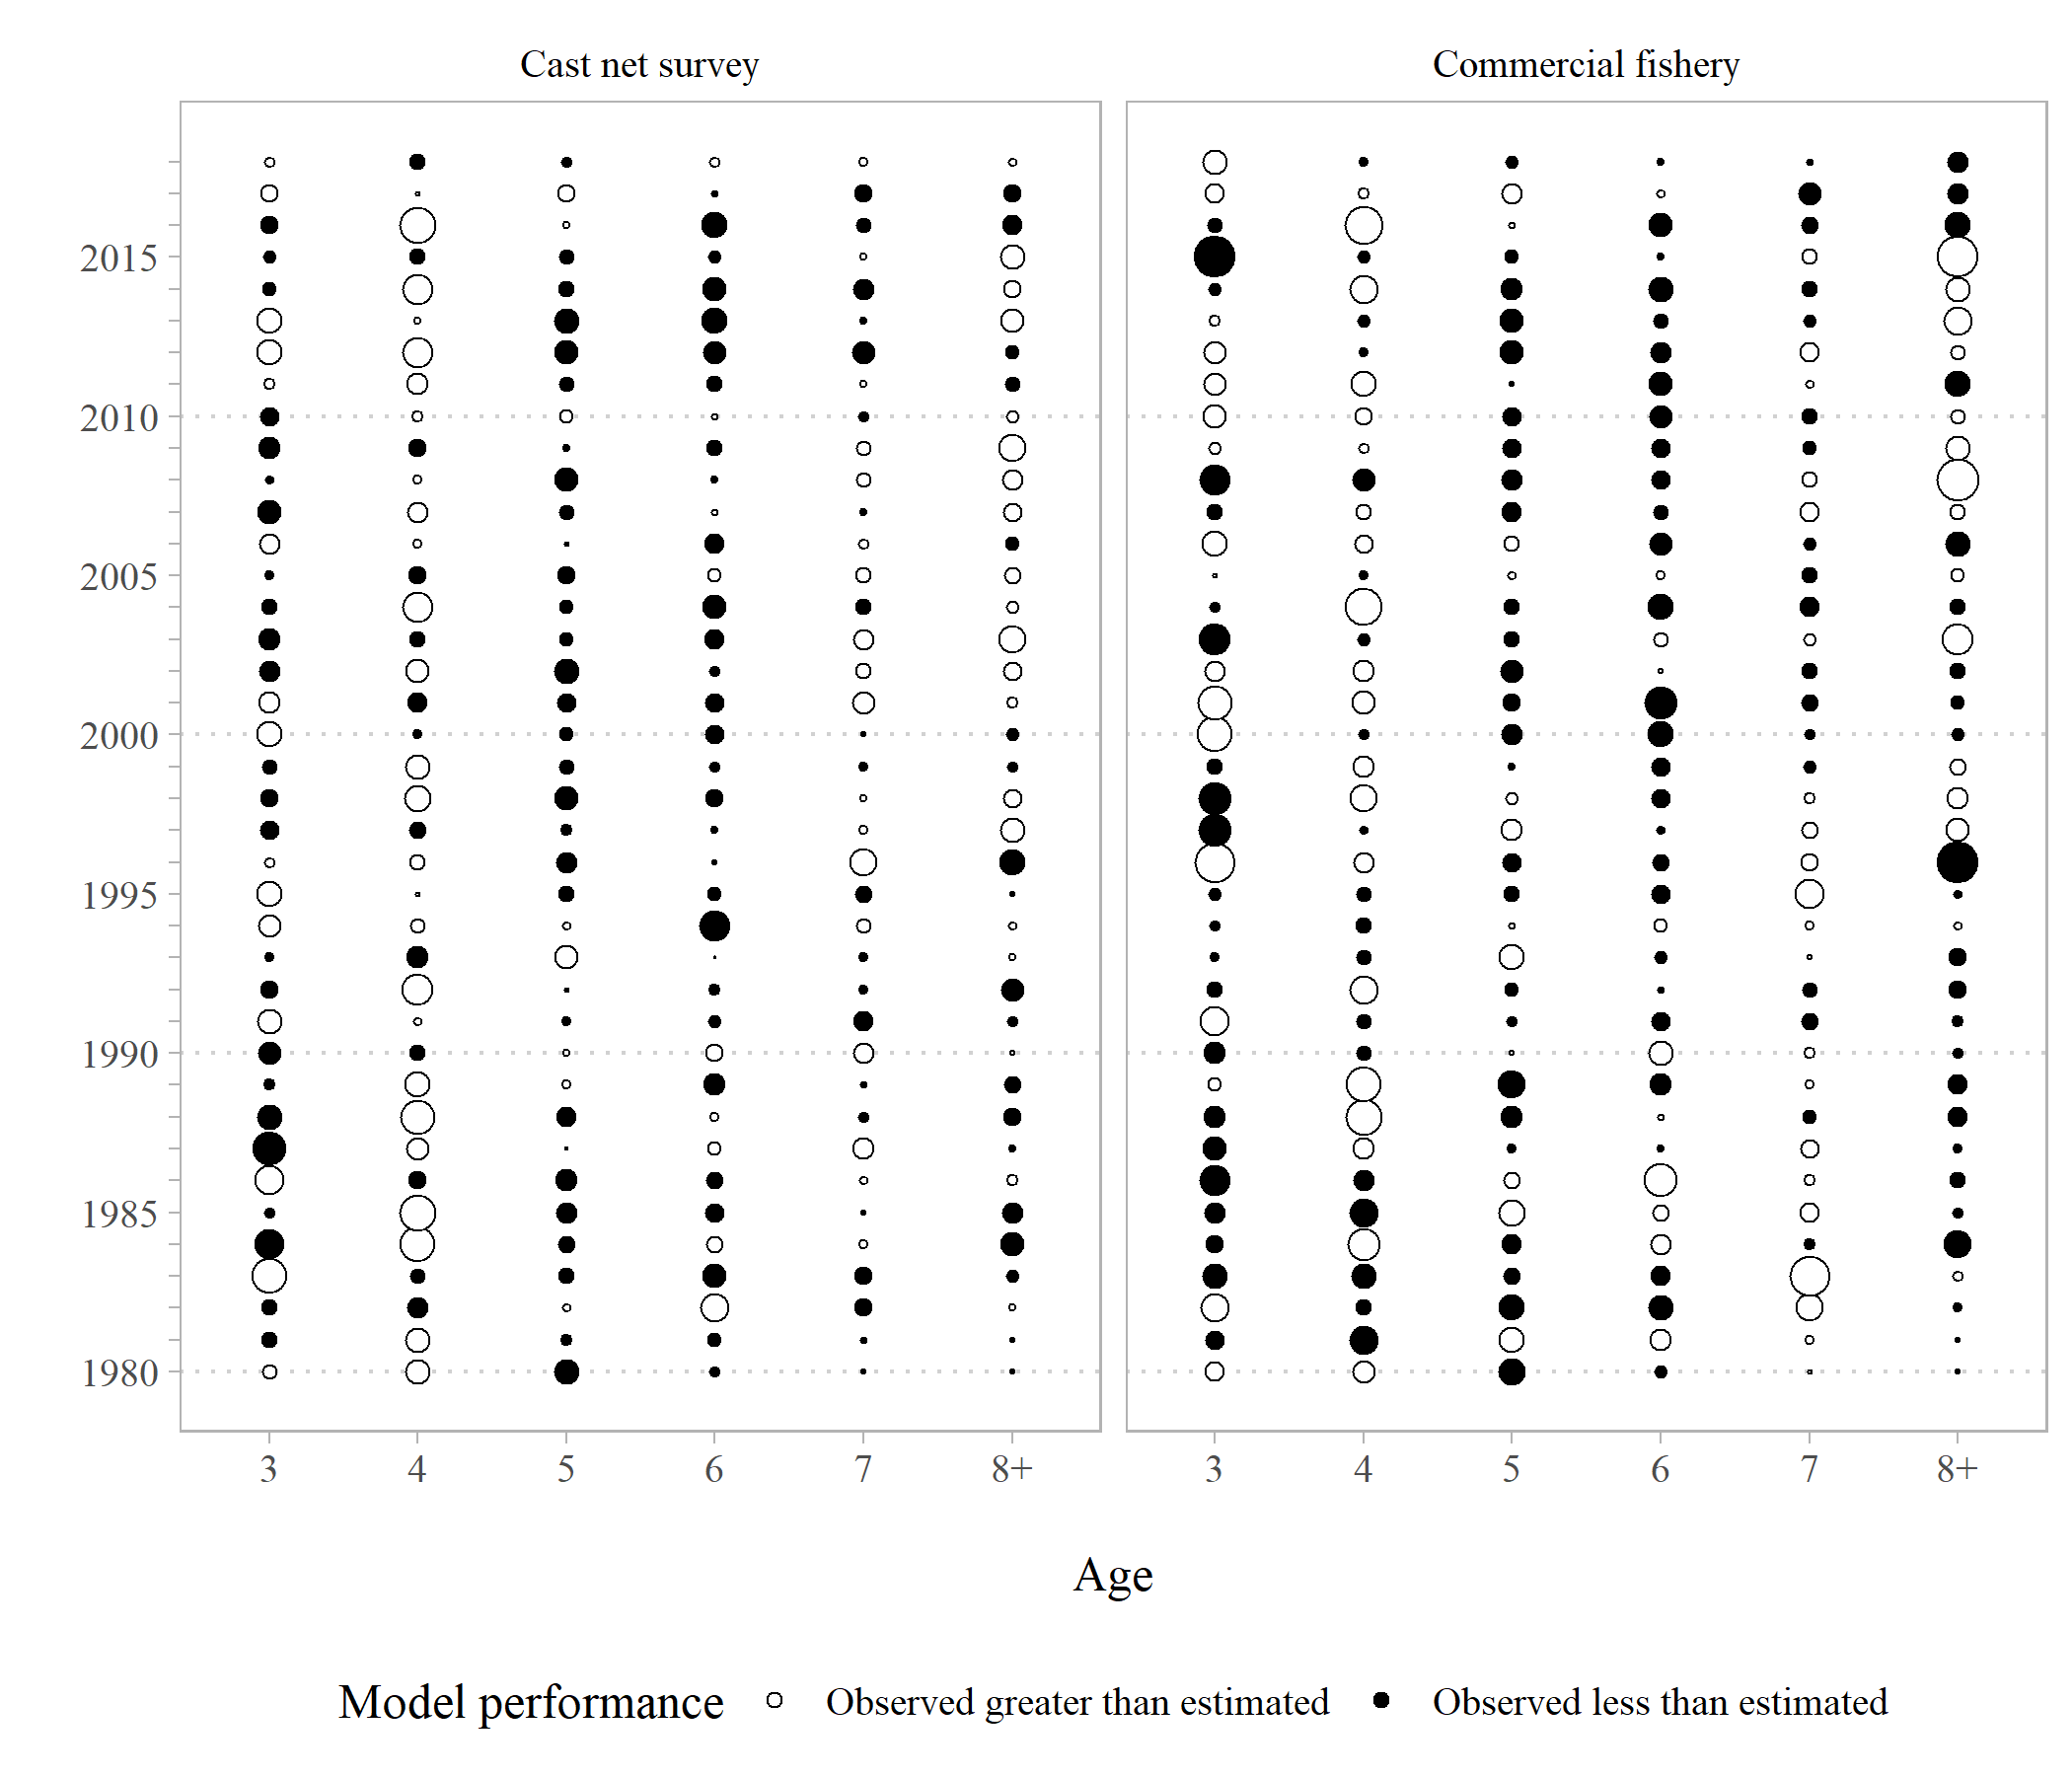 Cast net survey Commercial fishery
2015
2010
2005
2000
1995
1990
1985
1980
3 4 5 6 7 8+ 3 4 5 6 7 8+
Age
Model performance Observed greater than estimated Observed less than estimated